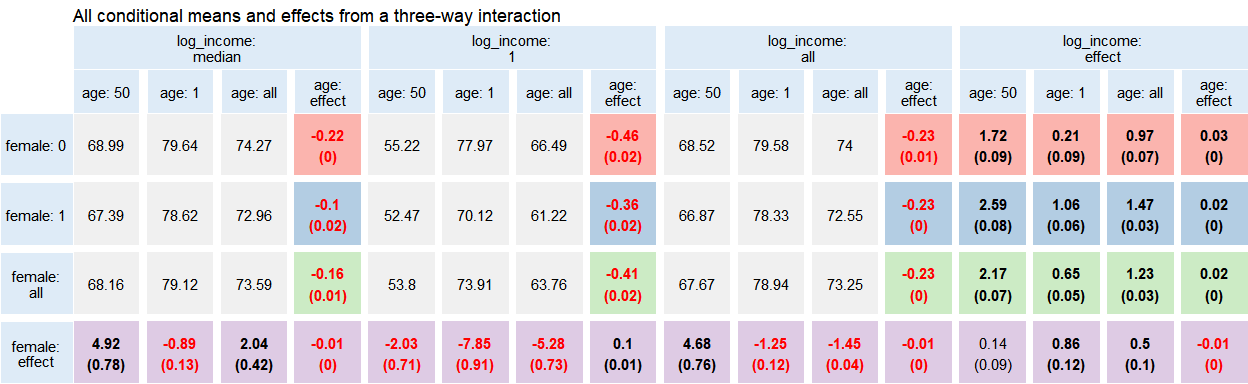 All conditional means and effects from a three-way interaction
log_income: log_income: log_income: log_income:
median 1 all effect
age: 50 age: 1 age: all age: effect age: 50 age: 1 age: all age: effect age: 50 age: 1 age: all age: effect age: 50 age: 1 age: all age: effect
female: 0 68.99 79.64 74.27 -0.22 (0) 55.22 77.97 66.49 -0.46 (0.02) 68.52 79.58 74 -0.23 (0.01) 1.72 (0.09) 0.21 (0.09) 0.97 (0.07) 0.03 (0)
female: 1 67.39 78.62 72.96 -0.1 (0.02) 52.47 70.12 61.22 -0.36 (0.02) 66.87 78.33 72.55 -0.23 (0) 2.59 (0.08) 1.06 (0.06) 1.47 (0.03) 0.02 (0)
female: all 68.16 79.12 73.59 -0.16 (0.01) 53.8 73.91 63.76 -0.41 (0.02) 67.67 78.94 73.25 -0.23 (0) 2.17 (0.07) 0.65 (0.05) 1.23 (0.03) 0.02 (0)
female: effect 4.92 (0.78) -0.89 (0.13) 2.04 (0.42) -0.01 (0) -2.03 (0.71) -7.85 (0.91) -5.28 (0.73) 0.1 (0.01) 4.68 (0.76) -1.25 (0.12) -1.45 (0.04) -0.01 (0) 0.14 (0.09) 0.86 (0.12) 0.5 (0.1) -0.01 (0)